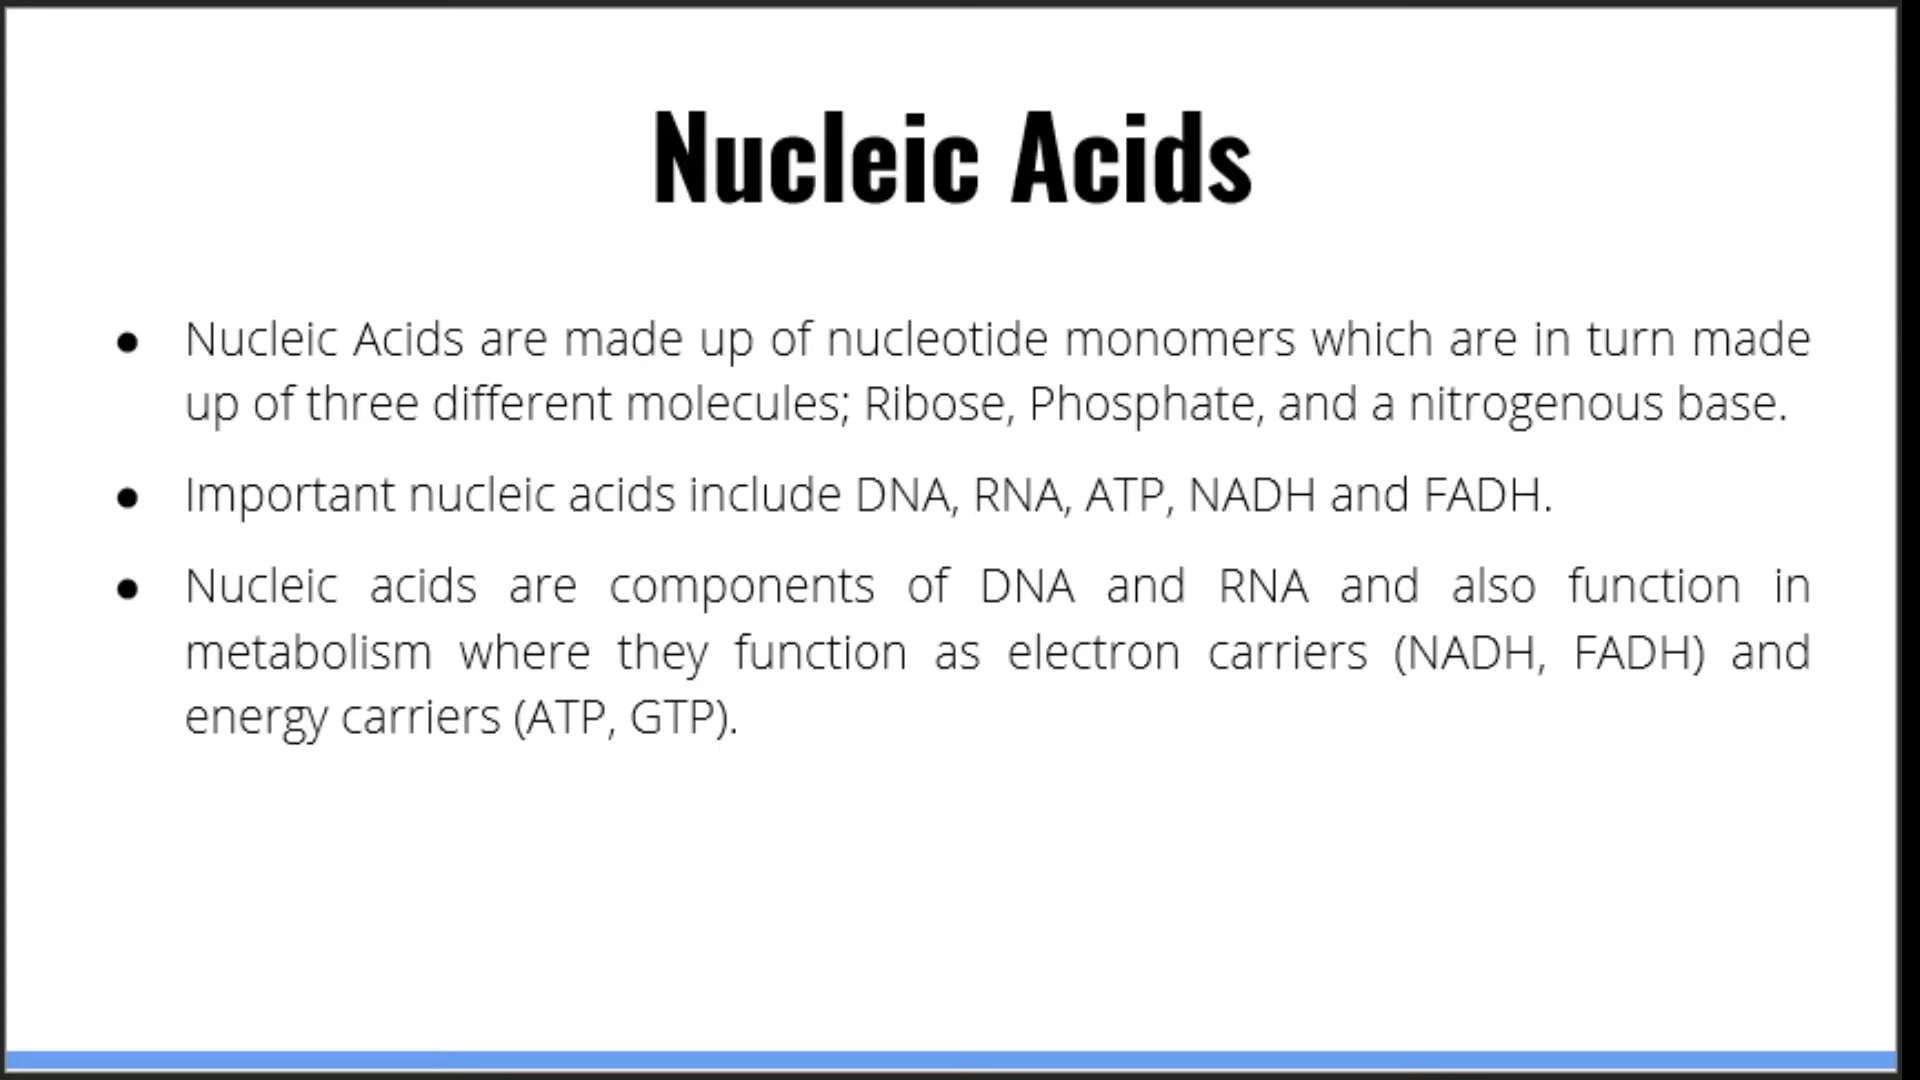 Nucleic Acids
● Nucleic Acids are made up of nucleotide monomers which are in turn made
up of three different molecules; Ribose, Phosphate, and a nitrogenous base.
● Important nucleic acids include DNA, RNA, ATP, NADH and FADH.
● Nucleic acids are components of DNA and RNA and also function in
metabolism where they function as electron carriers (NADH, FADH) and
energy carriers (ATP, GTP).